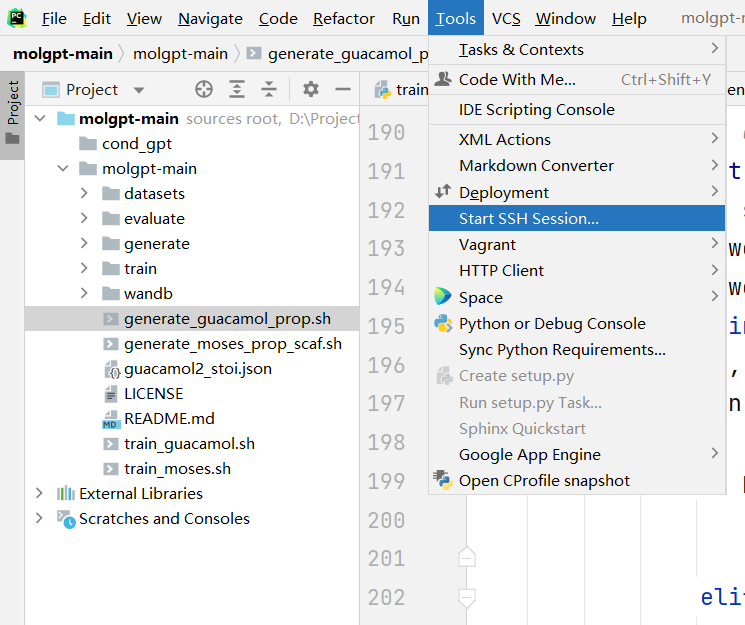 PC File Edit View Navigate Code Refactor Run Tools VCS Window Help molgpt-m
molgpt-main molgpt-main generate_guacamol_p
Project Project train
molgpt-main sources root, D:\Project
cond_gpt
molgpt-main
datasets
evaluate
generate
train
wandb
generate_guacamol_prop.sh
generate_moses_prop_scaf.sh
guacamol2_stoi.json
LICENSE
MD README.md
train_guacamol.sh
train_moses.sh
External Libraries
Scratches and Consoles
190
191
192
193
194
195
196
197
198
199
200
201
202
Tasks & Contexts
Code With Me... Ctrl+Shift+Y
IDE Scripting Console
XML Actions
Markdown Converter
Deployment
Start SSH Session...
Vagrant
HTTP Client
Space
Python or Debug Console
Sync Python Requirements...
Create setup.py
Run setup.py Task...
Sphinx Quickstart
Google App Engine
Open CProfile snapshot
en
t
w
w
in
,
n
eli